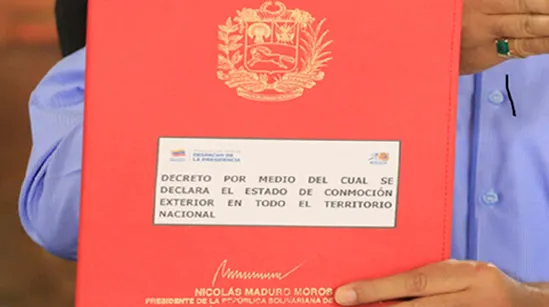 DESPACHO DE
LA PRESIDENCIA
DECRETO POR MEDIO DEL CUAL SE
DECLARA EL ESTADO DE CONMOCIÓN
EXTERIOR EN TODO EL TERRITORIO
NACIONAL
NICOLÁS MADURO MOROS
PRESIDENTE DE LA REPÚBLICA BOLIVARIANA DE